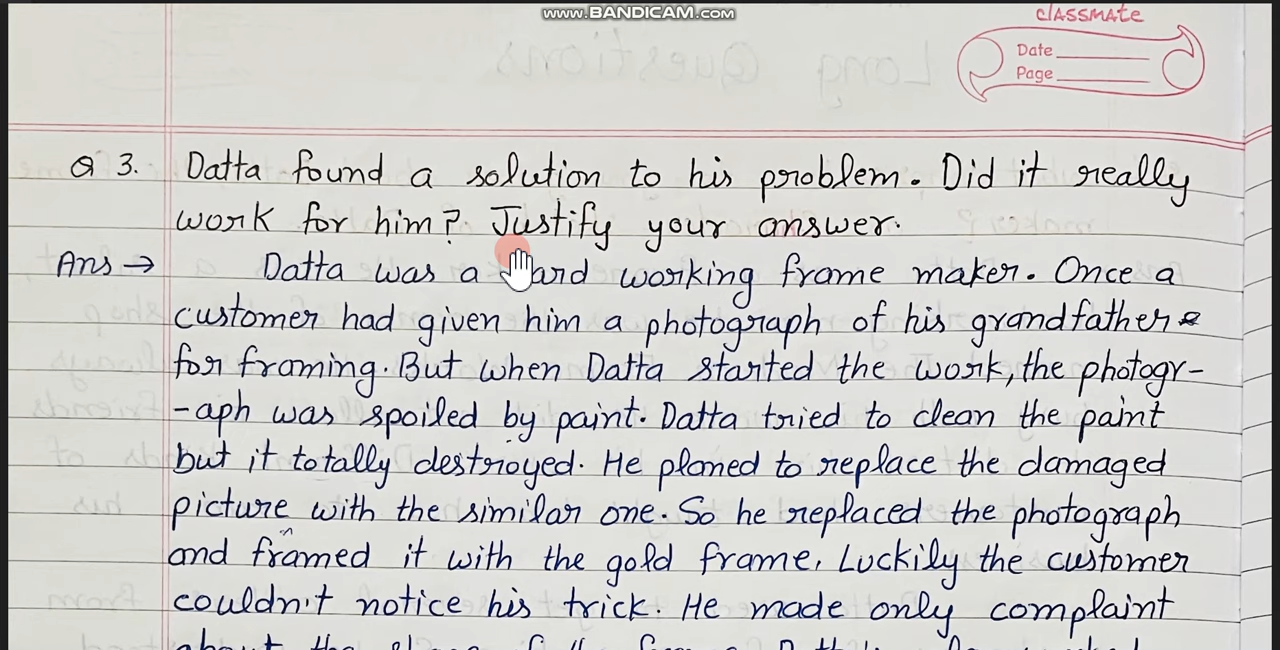 www.BANDICAM.com
classmate
Date
Page
Q 3. Datta found a solution to his problem. Did it really
work for him? Justify your answer.
Ans → Datta was a hard working frame maker. Once a
customer had given him a photograph of his grandfather
for framing. But when Datta started the work, the photogr-
-aph was spoiled by paint. Datta tried to clean the paint
but it totally destroyed. He planed to replace the damaged
picture with the similar one. So he replaced the photograph
and framed it with the gold frame. Luckily the customer
couldn't notice his trick. He made only complaint
about the